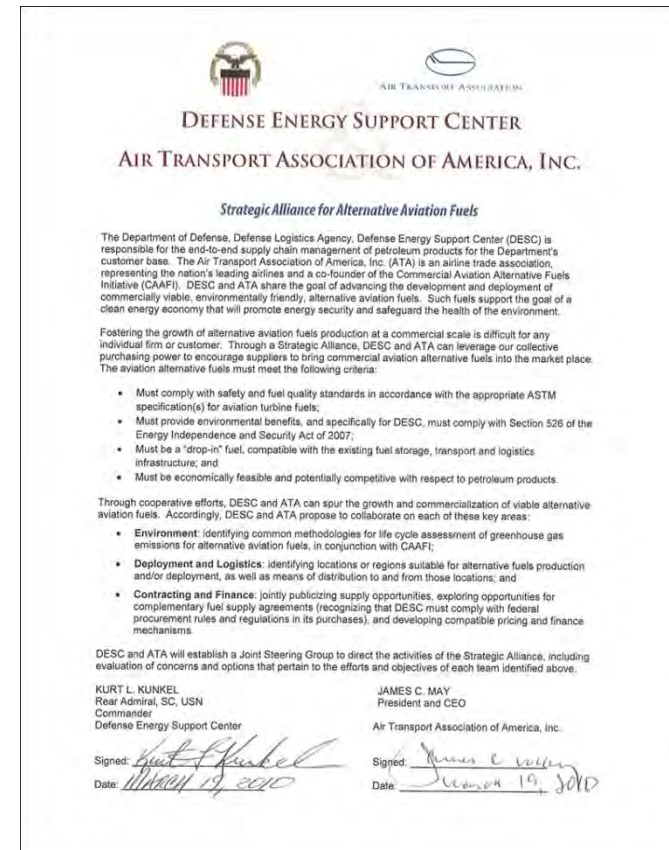 AIR TRANSPORT ASSOCIATION
DEFENSE ENERGY SUPPORT CENTER
AIR TRANSPORT ASSOCIATION OF AMERICA, INC.
Strategic Alliance for Alternative Aviation Fuels
The Department of Defense, Defense Logistics Agency, Defense Energy Support Center (DESC) is
responsible for the end-to-end supply chain management of petroleum products for the Department's
customer base. The Air Transport Association of America, Inc. (ATA) is an airline trade association,
representing the nation's leading airlines and a co-founder of the Commercial Aviation Alternative Fuels
Initiative (CAAFI). DESC and ATA share the goal of advancing the development and deployment of
commercially viable, environmentally friendly, alternative aviation fuels. Such fuels support the goal of a
clean energy economy that will promote energy security and safeguard the health of the environment.
Fostering the growth of alternative aviation fuels production at a commercial scale is difficult for any
individual firm or customer. Through a Strategic Alliance, DESC and ATA can leverage our collective
purchasing power to encourage suppliers to bring commercial aviation alternative fuels into the market place.
The aviation alternative fuels must meet the following criteria:
• Must comply with safety and fuel quality standards in accordance with the appropriate ASTM
specification(s) for aviation turbine fuels;
• Must provide environmental benefits, and specifically for DESC, must comply with Section 526 of the
Energy Independence and Security Act of 2007;
• Must be a "drop-in" fuel, compatible with the existing fuel storage, transport and logistics
infrastructure; and
• Must be economically feasible and potentially competitive with respect to petroleum products.
Through cooperative efforts, DESC and ATA can spur the growth and commercialization of viable alternative
aviation fuels. Accordingly, DESC and ATA propose to collaborate on each of these key areas:
• Environment: identifying common methodologies for life cycle assessment of greenhouse gas
emissions for alternative aviation fuels, in conjunction with CAAFI;
• Deployment and Logistics: identifying locations or regions suitable for alternative fuels production
and/or deployment, as well as means of distribution to and from those locations; and
• Contracting and Finance: jointly publicizing supply opportunities, exploring opportunities for
complementary fuel supply agreements (recognizing that DESC must comply with federal
procurement rules and regulations in its purchases), and developing compatible pricing and finance
mechanisms.
DESC and ATA will establish a Joint Steering Group to direct the activities of the Strategic Alliance, including
evaluation of concerns and options that pertain to the efforts and objectives of each team identified above.
KURT L. KUNKEL
Rear Admiral, SC, USN
Commander
Defense Energy Support Center
Signed: Kurt L Kunkel
Date: MARCH 19, 2010
JAMES C. MAY
President and CEO
Air Transport Association of America, Inc.
Signed: James C
Date: March 19, 2010